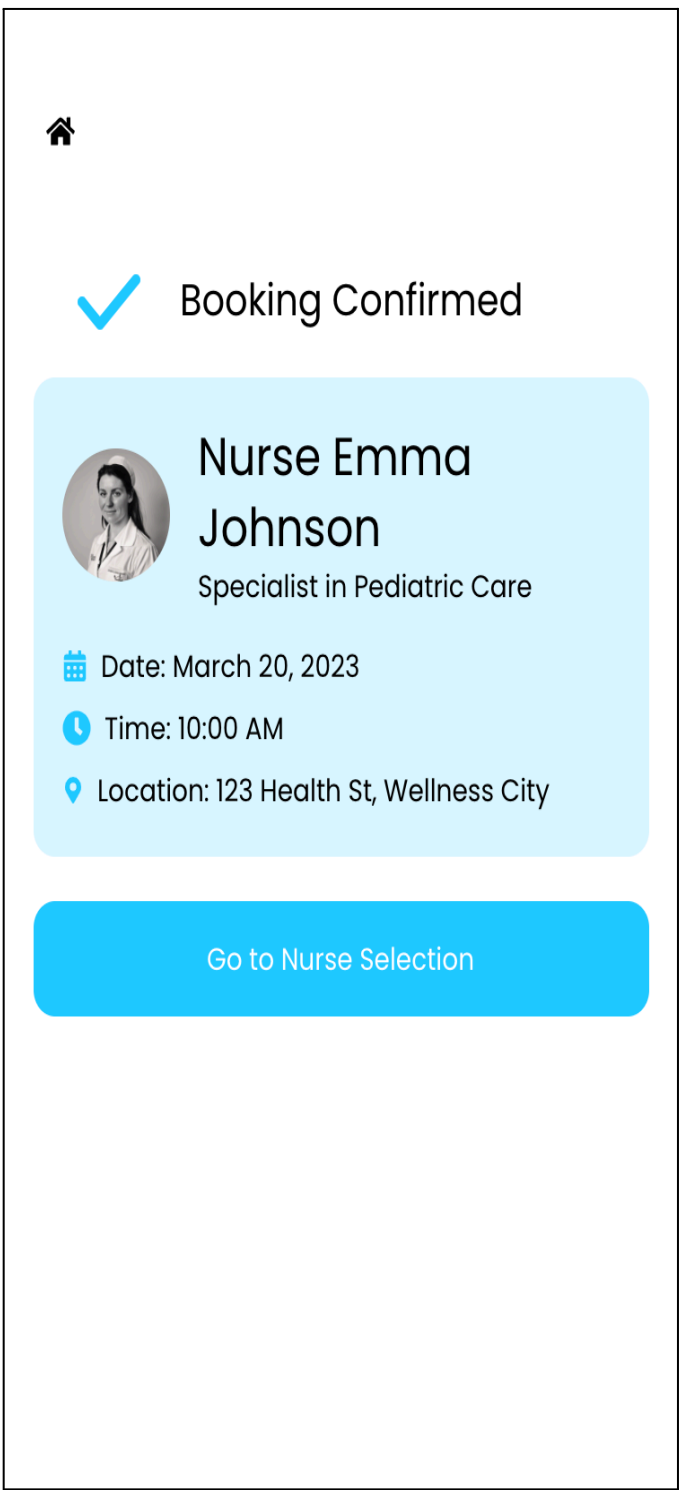 Booking Confirmed
Nurse Emma
Johnson
Specialist in Pediatric Care
Date: March 20, 2023
Time: 10:00 AM
Location: 123 Health St, Wellness City
Go to Nurse Selection